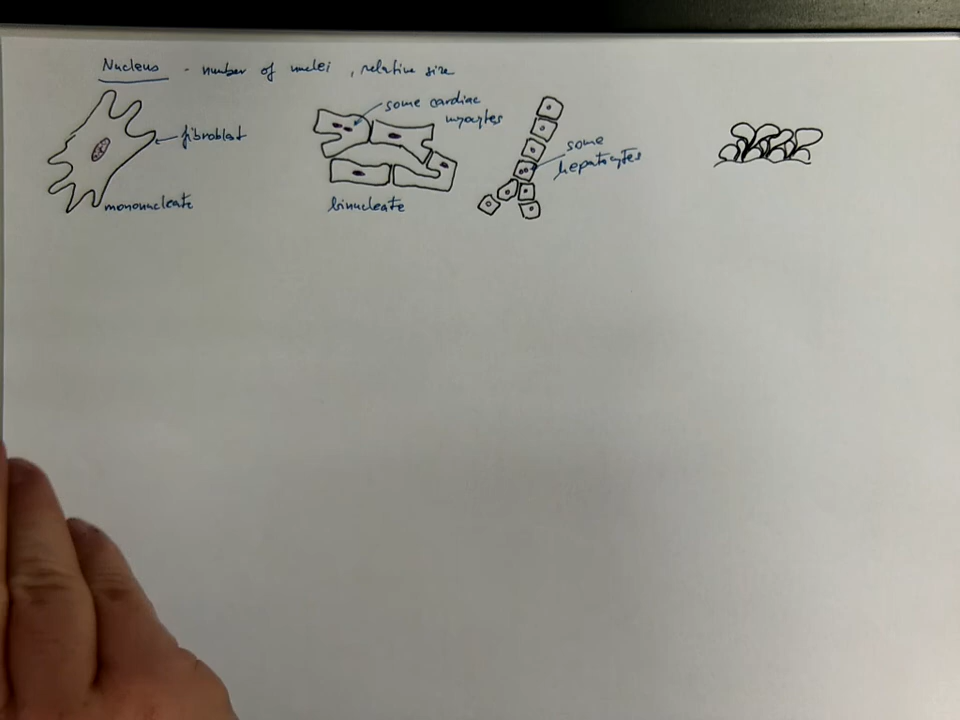 Nucleus - number of nuclei, relative size
fibroblast
mononucleate
some cardiac
myocytes
binucleate
some
hepatocytes